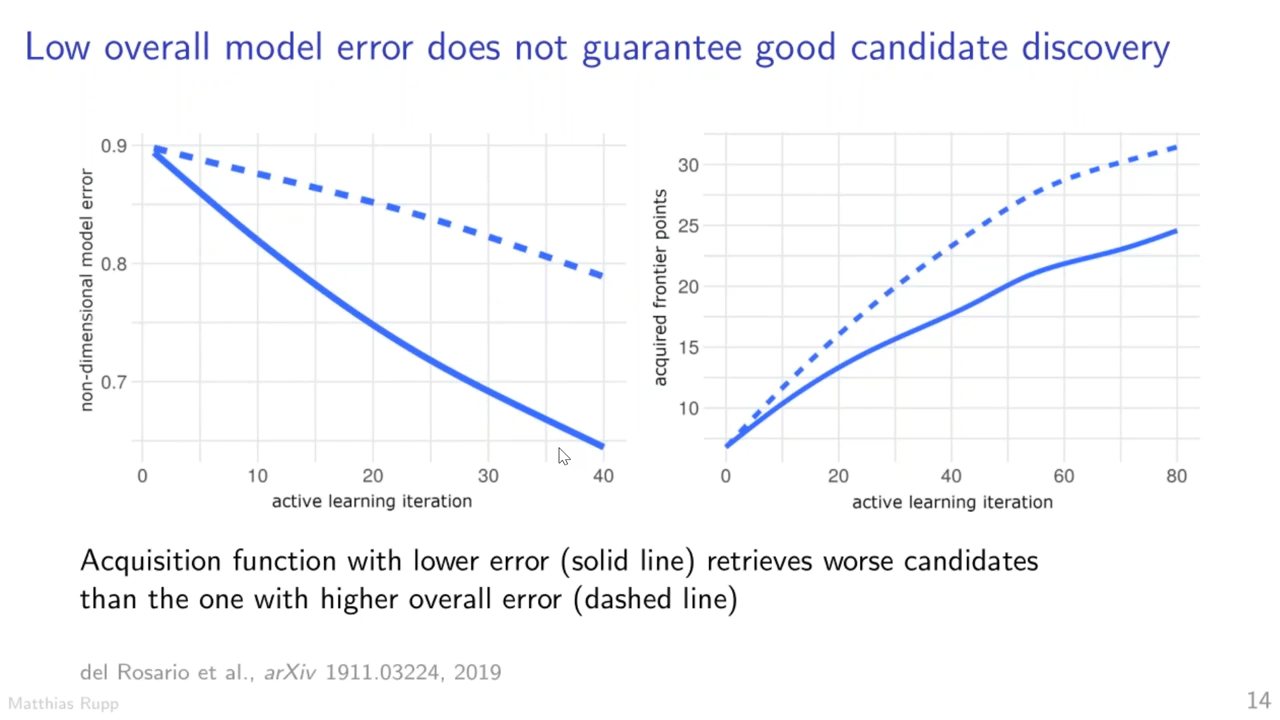 Low overall model error does not guarantee good candidate discovery
non-dimensional model error
0.9
0.8
0.7
0 10 20 30 40
active learning iteration
acquired frontier points
30
25
20
15
10
0 20 40 60 80
active learning iteration
Acquisition function with lower error (solid line) retrieves worse candidates
than the one with higher overall error (dashed line)
del Rosario et al., arXiv 1911.03224, 2019
Matthias Rupp
14